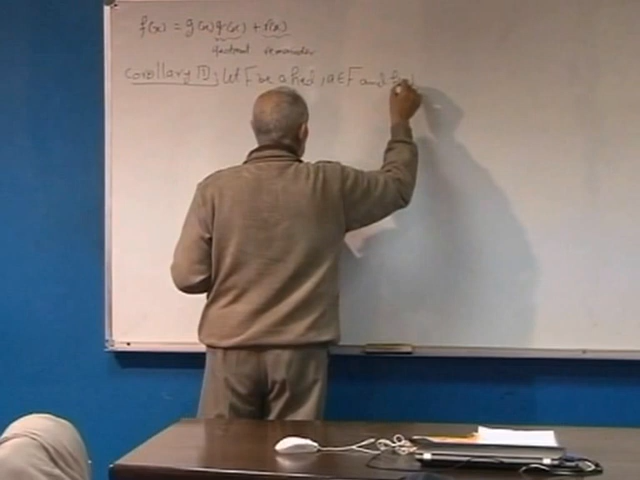 f(x) = g(x)q(x) + r(x)
quotient remainder
Corollary (1): Let F be a field, a ∈ F and f(x)